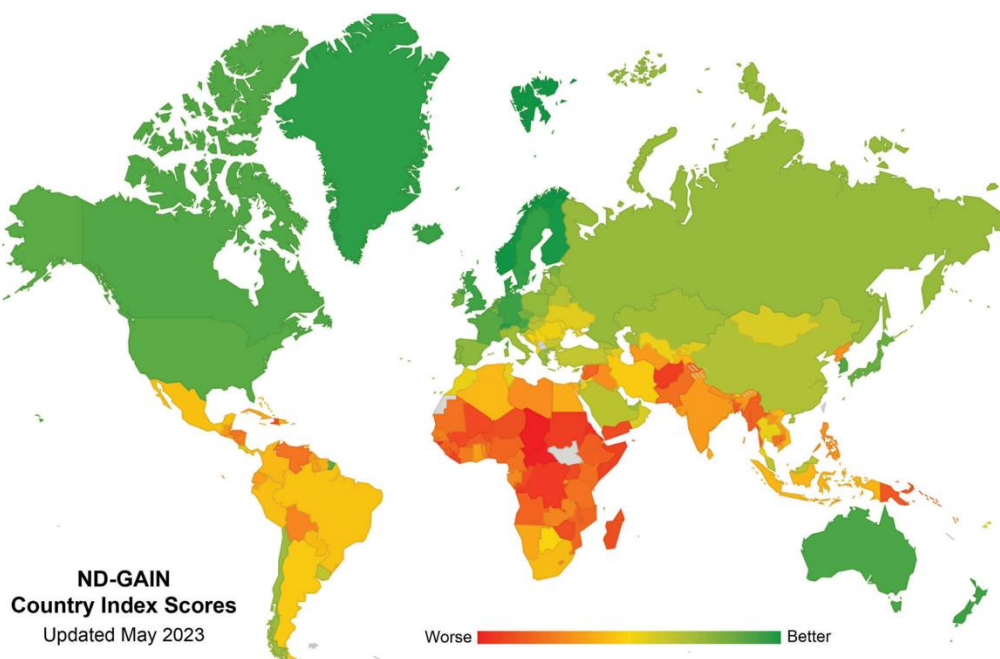 ND-GAIN
Country Index Scores
Updated May 2023
Worse
Better